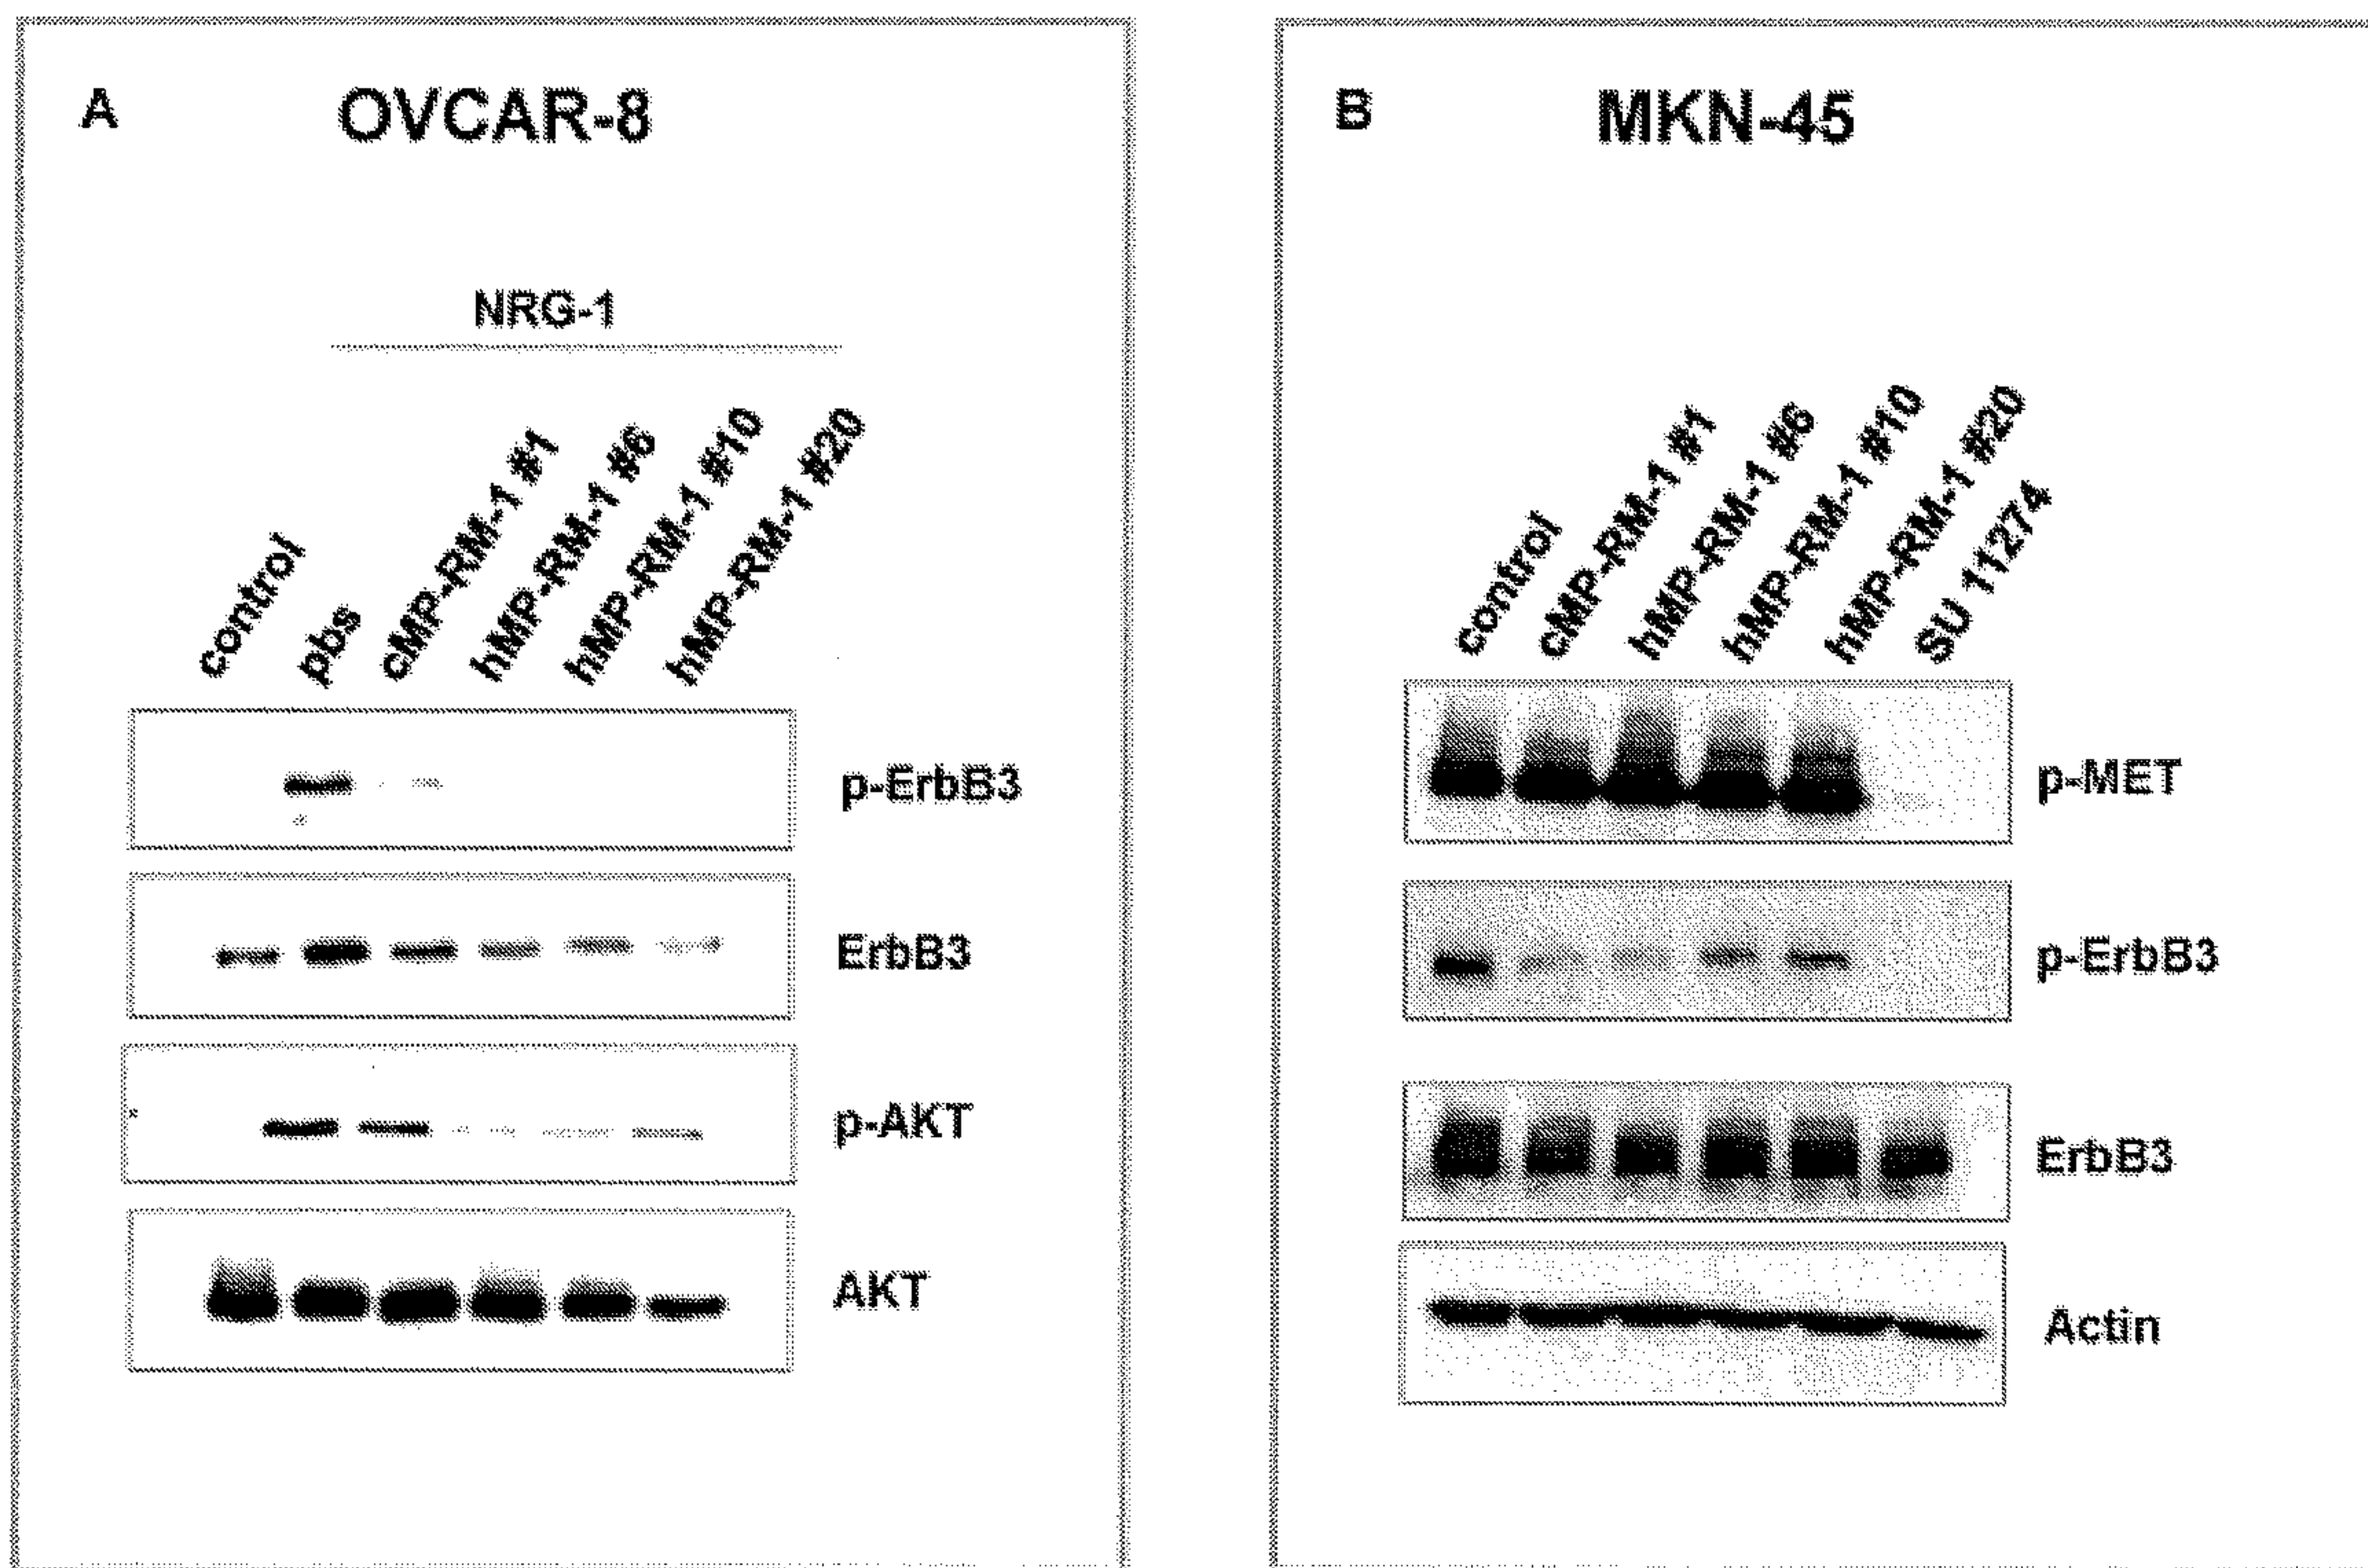 A
OVCAR-8
NRG-1
control
pbs
cMP-RM-1 #1
hMP-RM-1 #6
hMP-RM-1 #10
hMP-RM-1 #20
p-ErbB3
ErbB3
p-AKT
AKT
B
MKN-45
control
cMP-RM-1 #1
hMP-RM-1 #6
hMP-RM-1 #10
hMP-RM-1 #20
SU 11274
p-MET
p-ErbB3
ErbB3
Actin